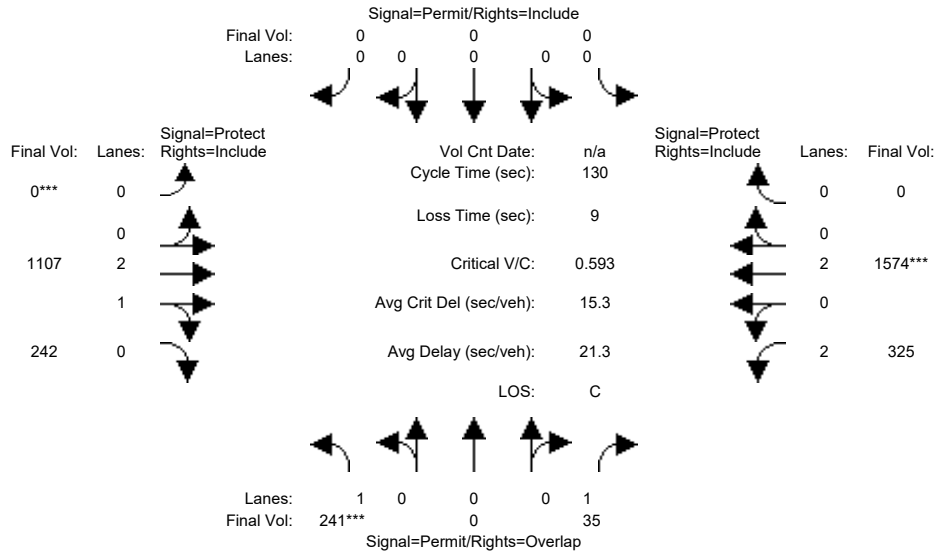 Signal=Permit/Rights=Include
Final Vol: 0 0 0
Lanes: 0 0 0 0 0
Signal=Protect Signal=Protect
Final Vol: Lanes: Rights=Include Vol Cnt Date: n/a Rights=Include Lanes: Final Vol:
Cycle Time (sec): 130
0*** 0 0 0
Loss Time (sec): 9
0 0
1107 2 Critical V/C: 0.593 2 1574***
1 Avg Crit Del (sec/veh): 15.3 0
242 0 Avg Delay (sec/veh): 21.3 2 325
LOS: C
Lanes: 1 0 0 0 1
Final Vol: 241*** 0 35
Signal=Permit/Rights=Overlap